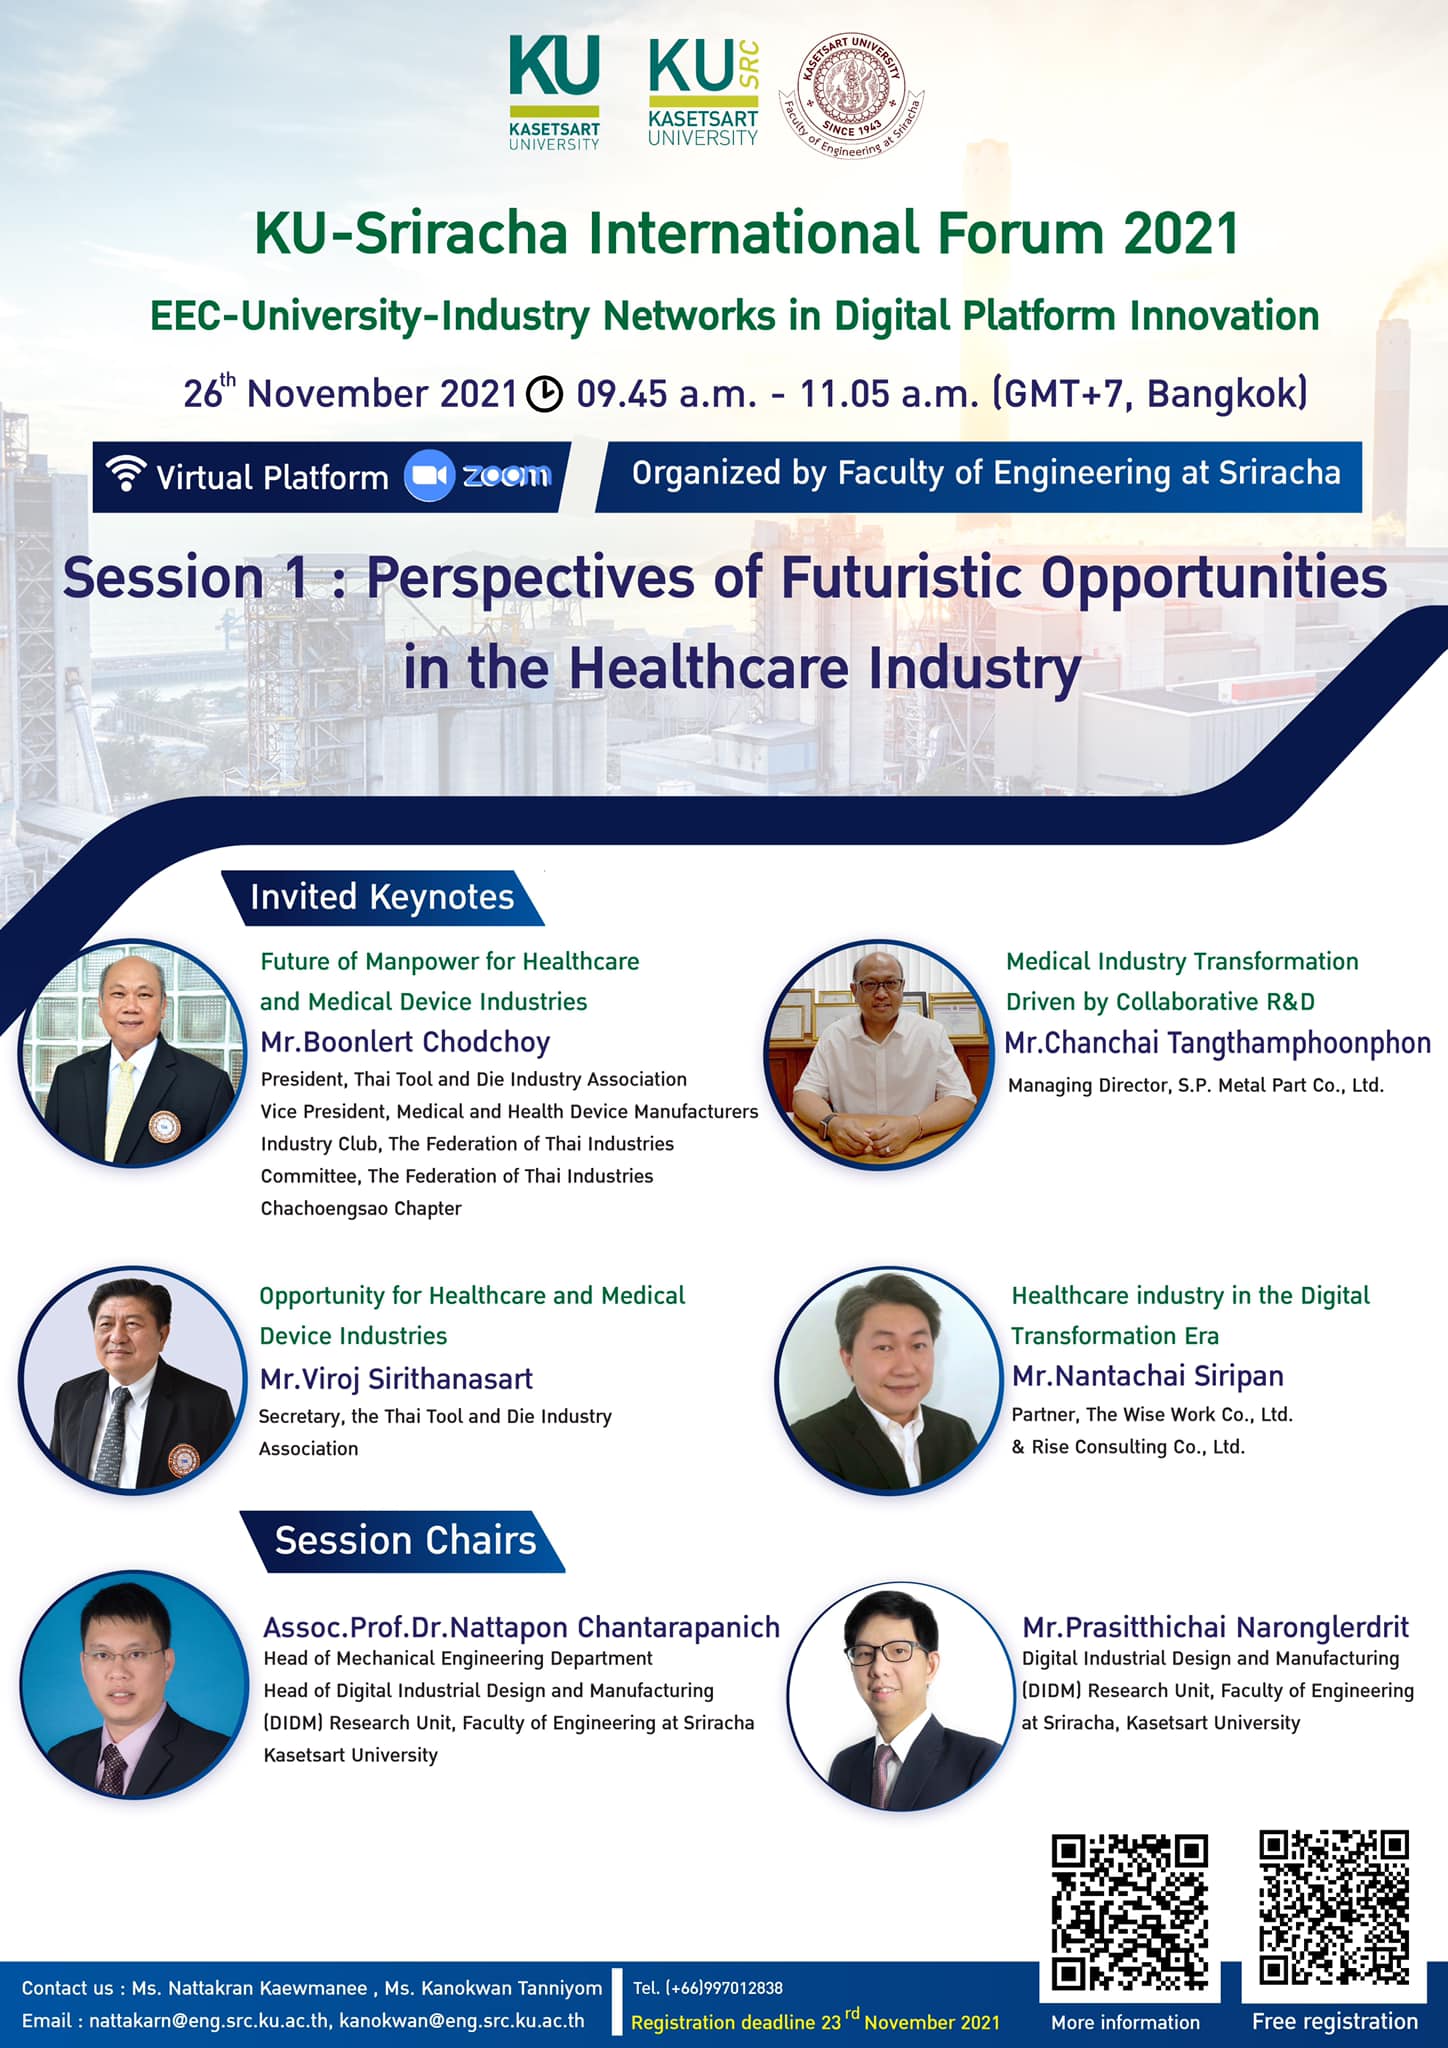 KU
KASETSART
UNIVERSITY
KU SRC
KASETSART
UNIVERSITY
KASETSART UNIVERSITY
SINCE 1943
Faculty of Engineering at Sriracha
KU-Sriracha International Forum 2021
EEC-University-Industry Networks in Digital Platform Innovation
26th November 2021 09.45 a.m. - 11.05 a.m. (GMT+7, Bangkok)
Virtual Platform zoom
Organized by Faculty of Engineering at Sriracha
Session 1 : Perspectives of Futuristic Opportunities
in the Healthcare Industry
Invited Keynotes
Future of Manpower for Healthcare
and Medical Device Industries
Mr.Boonlert Chodchoy
President, Thai Tool and Die Industry Association
Vice President, Medical and Health Device Manufacturers
Industry Club, The Federation of Thai Industries
Committee, The Federation of Thai Industries
Chachoengsao Chapter
Medical Industry Transformation
Driven by Collaborative R&D
Mr.Chanchai Tangthamphoonphon
Managing Director, S.P. Metal Part Co., Ltd.
Opportunity for Healthcare and Medical
Device Industries
Mr.Viroj Sirithanasart
Secretary, the Thai Tool and Die Industry
Association
Healthcare industry in the Digital
Transformation Era
Mr.Nantachai Siripan
Partner, The Wise Work Co., Ltd.
& Rise Consulting Co., Ltd.
Session Chairs
Assoc.Prof.Dr.Nattapon Chantarapanich
Head of Mechanical Engineering Department
Head of Digital Industrial Design and Manufacturing
(DIDM) Research Unit, Faculty of Engineering at Sriracha
Kasetsart University
Mr.Prasitthichai Naronglerdrit
Digital Industrial Design and Manufacturing
(DIDM) Research Unit, Faculty of Engineering
at Sriracha, Kasetsart University
Contact us : Ms. Nattakran Kaewmanee , Ms. Kanokwan Tanniyom
Email : nattakarn@eng.src.ku.ac.th, kanokwan@eng.src.ku.ac.th
Tel. (+66)997012838
Registration deadline 23rd November 2021
More information
Free registration